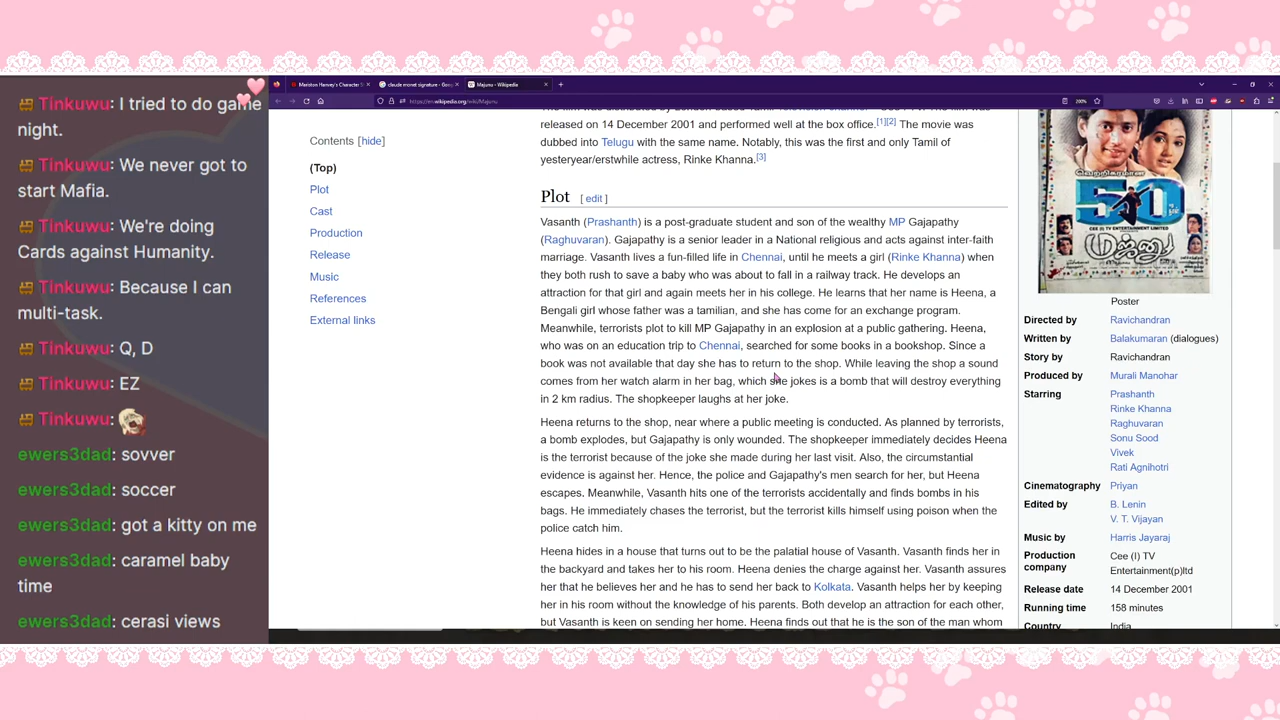 Tinkuwu: I tried to do game
night.
Tinkuwu: We never got to
start Mafia.
Tinkuwu: We're doing
Cards against Humanity.
Tinkuwu: Because I can
multi-task.
Tinkuwu: Q, D
Tinkuwu: EZ
Tinkuwu:
ewers3dad: sovver
ewers3dad: soccer
ewers3dad: got a kitty on me
ewers3dad: caramel baby
time
ewers3dad: cerasi views
claude monet signature - Goog
Majunu - Wikipedia
https://en.wikipedia.org/wiki/Majunu
200%
Contents [hide]
(Top)
Plot
Cast
Production
Release
Music
References
External links
released on 14 December 2001 and performed well at the box office.[1][2] The movie was
dubbed into Telugu with the same name. Notably, this was the first and only Tamil of
yesteryear/erstwhile actress, Rinke Khanna.[3]
Plot [ edit ]
Vasanth (Prashanth) is a post-graduate student and son of the wealthy MP Gajapathy
(Raghuvaran). Gajapathy is a senior leader in a National religious and acts against inter-faith
marriage. Vasanth lives a fun-filled life in Chennai, until he meets a girl (Rinke Khanna) when
they both rush to save a baby who was about to fall in a railway track. He develops an
attraction for that girl and again meets her in his college. He learns that her name is Heena, a
Bengali girl whose father was a tamilian, and she has come for an exchange program.
Meanwhile, terrorists plot to kill MP Gajapathy in an explosion at a public gathering. Heena,
who was on an education trip to Chennai, searched for some books in a bookshop. Since a
book was not available that day she has to return to the shop. While leaving the shop a sound
comes from her watch alarm in her bag, which she jokes is a bomb that will destroy everything
in 2 km radius. The shopkeeper laughs at her joke.
Heena returns to the shop, near where a public meeting is conducted. As planned by terrorists,
a bomb explodes, but Gajapathy is only wounded. The shopkeeper immediately decides Heena
is the terrorist because of the joke she made during her last visit. Also, the circumstantial
evidence is against her. Hence, the police and Gajapathy's men search for her, but Heena
escapes. Meanwhile, Vasanth hits one of the terrorists accidentally and finds bombs in his
bags. He immediately chases the terrorist, but the terrorist kills himself using poison when the
police catch him.
Heena hides in a house that turns out to be the palatial house of Vasanth. Vasanth finds her in
the backyard and takes her to his room. Heena denies the charge against her. Vasanth assures
her that he believes her and he has to send her back to Kolkata. Vasanth helps her by keeping
her in his room without the knowledge of his parents. Both develop an attraction for each other,
but Vasanth is keen on sending her home. Heena finds out that he is the son of the man whom
வெற்றிகரமான
50
CEE (I) TV ENTERTAINMENT LIMITED
மஜ்னு
Poster
Directed by Ravichandran
Written by Balakumaran (dialogues)
Story by Ravichandran
Produced by Murali Manohar
Starring Prashanth
Rinke Khanna
Raghuvaran
Sonu Sood
Vivek
Rati Agnihotri
Cinematography Priyan
Edited by B. Lenin
V. T. Vijayan
Music by Harris Jayaraj
Production
company
Cee (I) TV
Entertainment(p)ltd
Release date 14 December 2001
Running time 158 minutes
Country India